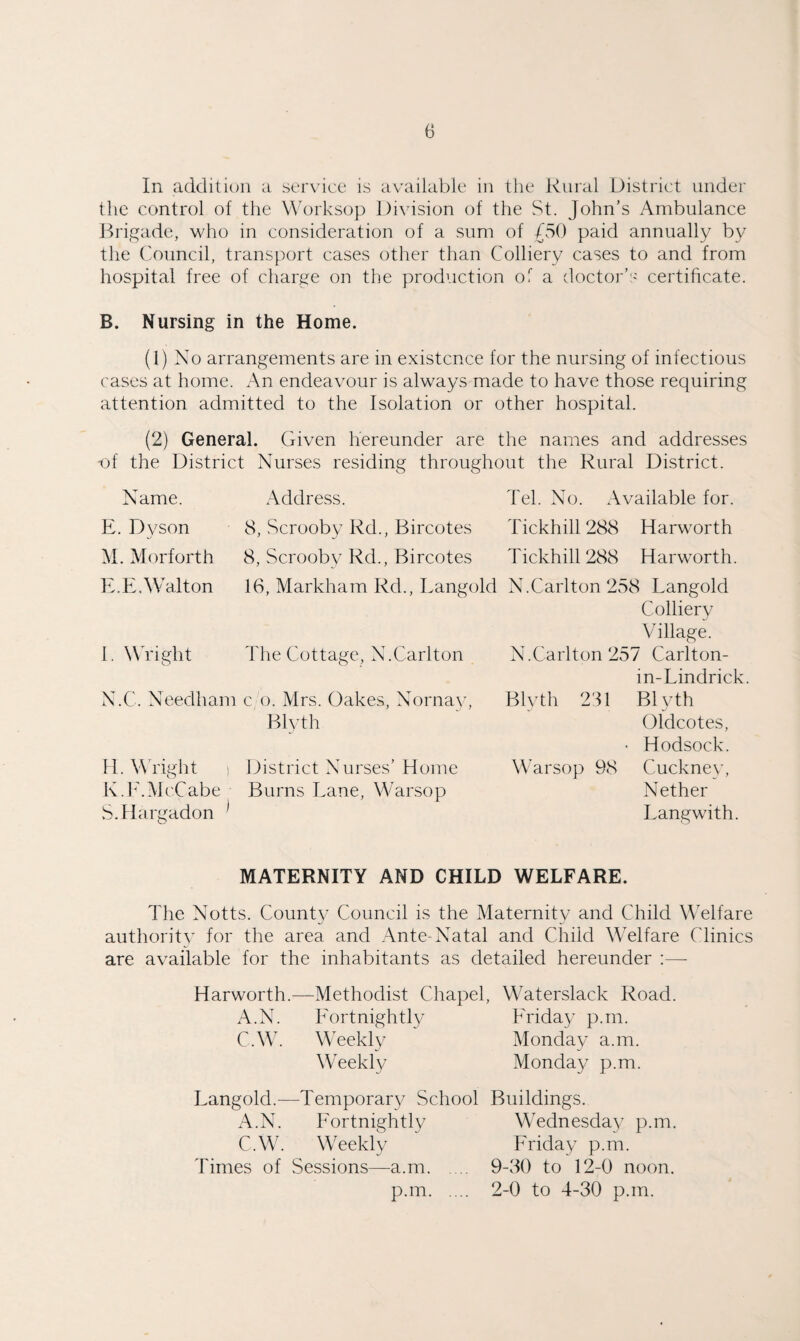 6
In addition a service is available in the Rural District under
the control of the Worksop Division of the St. John's Ambulance
Brigade, who in consideration of a sum of £50 paid annually by
the Council, transport cases other than Colliery cases to and from
hospital free of charge on the production of a doctor's certificate.
B. Nursing in the Home.
(1) No arrangements are in existence for the nursing of infectious
cases at home. An endeavour is always made to have those requiring
attention admitted to the Isolation or other hospital.
(2) General. Given hereunder are the names and addresses
of the District Nurses residing throughout the Rural District.
Name. Address. Tel. No. Available for.
E. Dyson 8, Scrooby Rd., Bircotes Tickhill 288 Harworth
M. Morforth 8, Scrooby Rd., Bircotes Tickhill 288 Harworth.
E.E.Walton 16, Markham Rd., Langold N.Carlton 258 Langold
Colliery
Village.
I. Wright The Cottage, N.Carlton N.Carlton 257 Carlton-
in-Lindrick.
N.C. Needham c/o. Mrs. Oakes, Nornay, Blyth 231 Blyth
Blyth Oldcotes,
Hodsock.
H. Wright ) District Nurses' Home Warsop 98 Cuckney,
K.F.McCabe Burns Lane, Warsop Nether
S.Hargadon ) Langwith.
MATERNITY AND CHILD WELFARE.
The Notts. County Council is the Maternity and Child Welfare
authority for the area and Ante-Natal and Child Welfare Clinics
are available for the inhabitants as detailed hereunder :—
Harworth.—Methodist Chapel, Waterslack Road.
A.N. Fortnightly Friday p.m.
C.W. Weekly Monday a.m.
Weekly Monday p.m.
Langold.—Temporary School Buildings.
A.N. Fortnightly Wednesday p.m.
C.W. Weekly Friday p.m.
Times of Sessions—a.m. .... 9-30 to 12-0 noon.
p.m. .... 2-0 to 4-30 p.m.